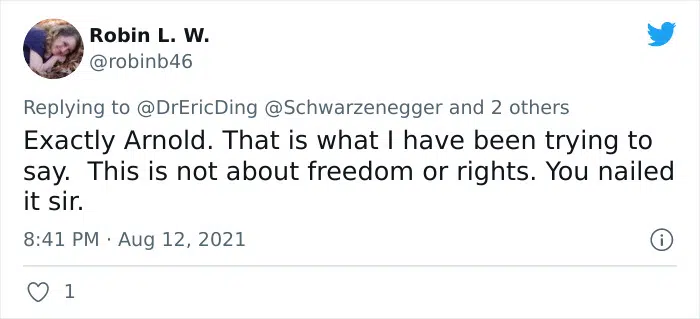 Robin L. W.
@robinb46
Replying to @DrEricDing @Schwarzenegger and 2 others
Exactly Arnold. That is what I have been trying to
say.  This is not about freedom or rights. You nailed
it sir.
8:41 PM · Aug 12, 2021
1